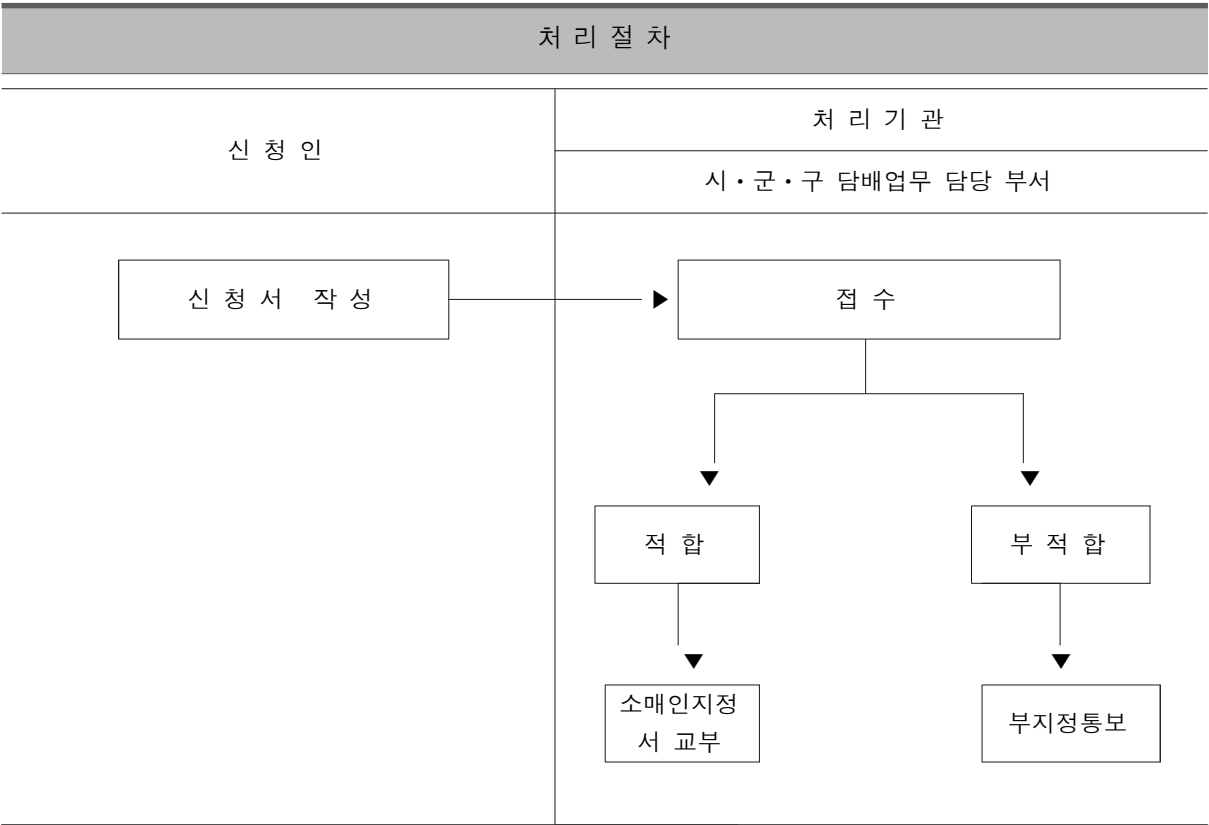 처 리 절 차
신 청 인
처 리 기 관
시・군・구 담배업무 담당 부서
신 청 서 작 성
접 수
적 합
부 적 합
소매인지정
서 교부
부지정통보